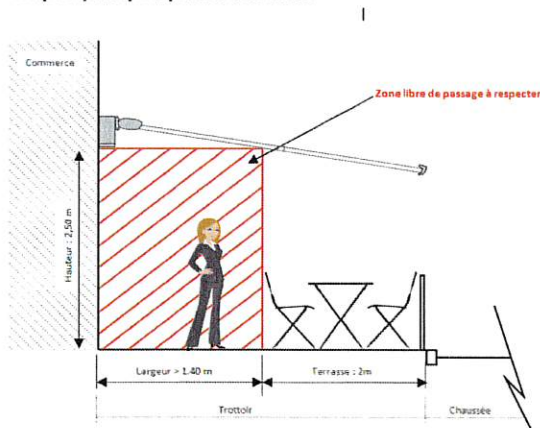 Commerce
Zone libre de passage à respecter
Hauteur : 2,50 m
Largeur > 1.40 m
Terrasse : 2m
Trottoir
Chaussée